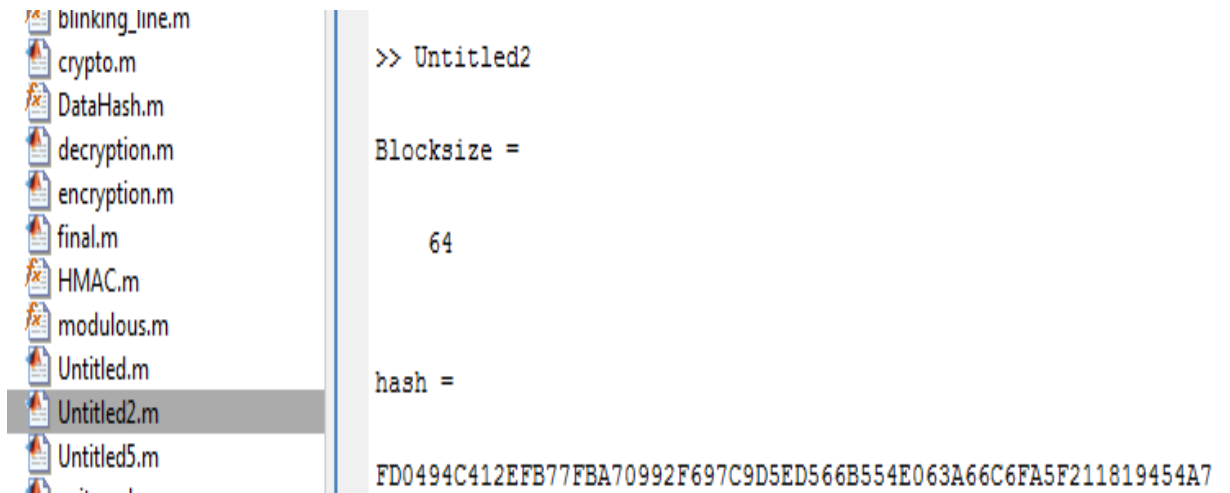 blinking_line.m
crypto.m
DataHash.m
decryption.m
encryption.m
final.m
HMAC.m
modulous.m
Untitled.m
Untitled2.m
Untitled5.m
>> Untitled2
Blocksize =
64
hash =
FD0494C412EFB77FBA70992F697C9D5ED566B554E063A66C6FA5F211819454A7